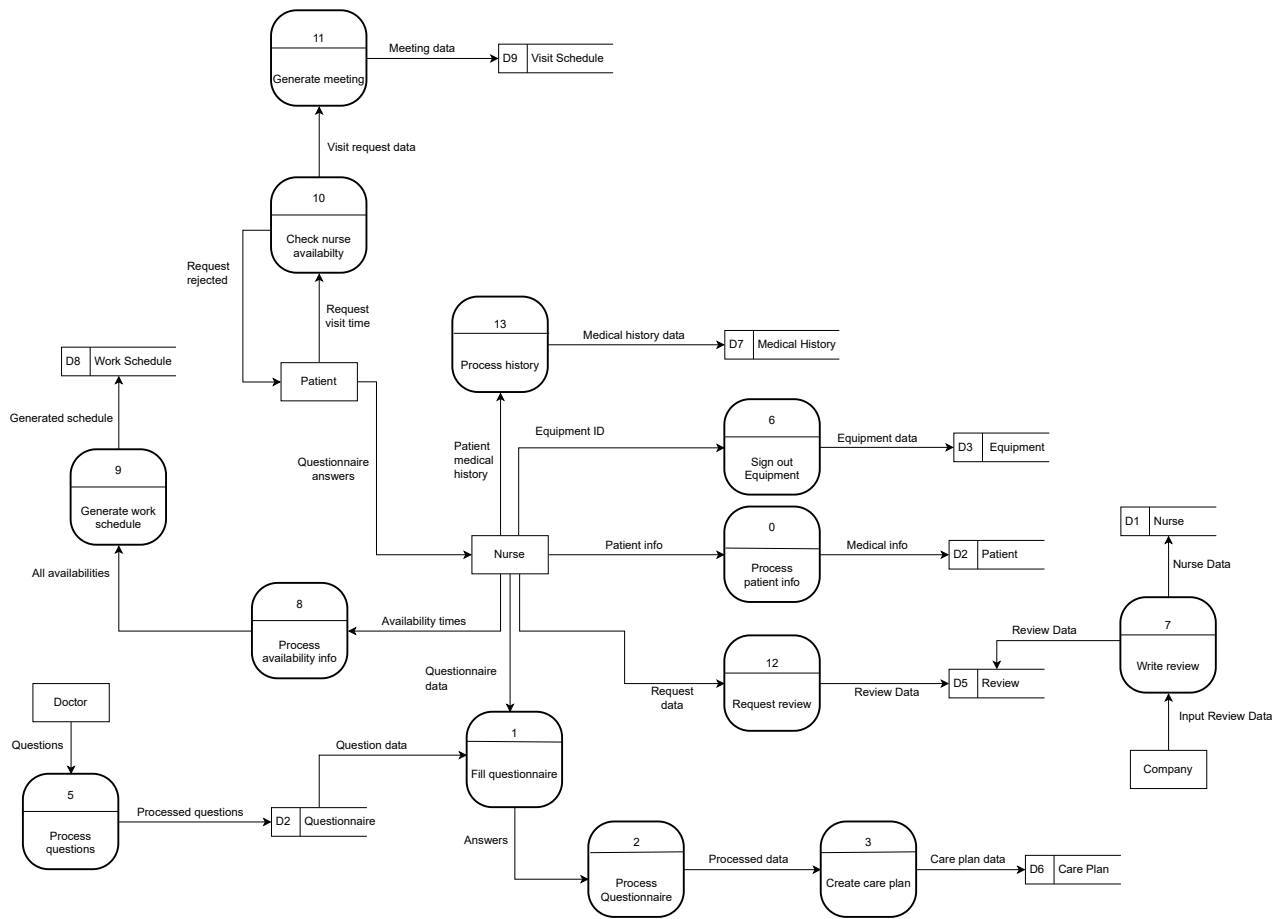 11
Generate meeting
Meeting data
D9
Visit Schedule
Visit request data
10
Check nurse
availabilty
Request
rejected
Request
visit time
Patient
D8
Work Schedule
Generated schedule
9
Generate work
schedule
All availabilities
13
Process history
Medical history data
D7
Medical History
Patient
medical
history
Questionnaire
answers
Equipment ID
6
Sign out
Equipment
Equipment data
D3
Equipment
Nurse
Patient info
0
Process
patient info
Medical info
D2
Patient
D1
Nurse
Nurse Data
7
Write review
Review Data
Input Review Data
Company
8
Process
availability info
Availability times
Questionnaire
data
Request
data
12
Request review
Review Data
D5
Review
Doctor
Questions
5
Process
questions
Processed questions
D2
Questionnaire
Question data
1
Fill questionnaire
Answers
2
Process
Questionnaire
Processed data
3
Create care plan
Care plan data
D6
Care Plan